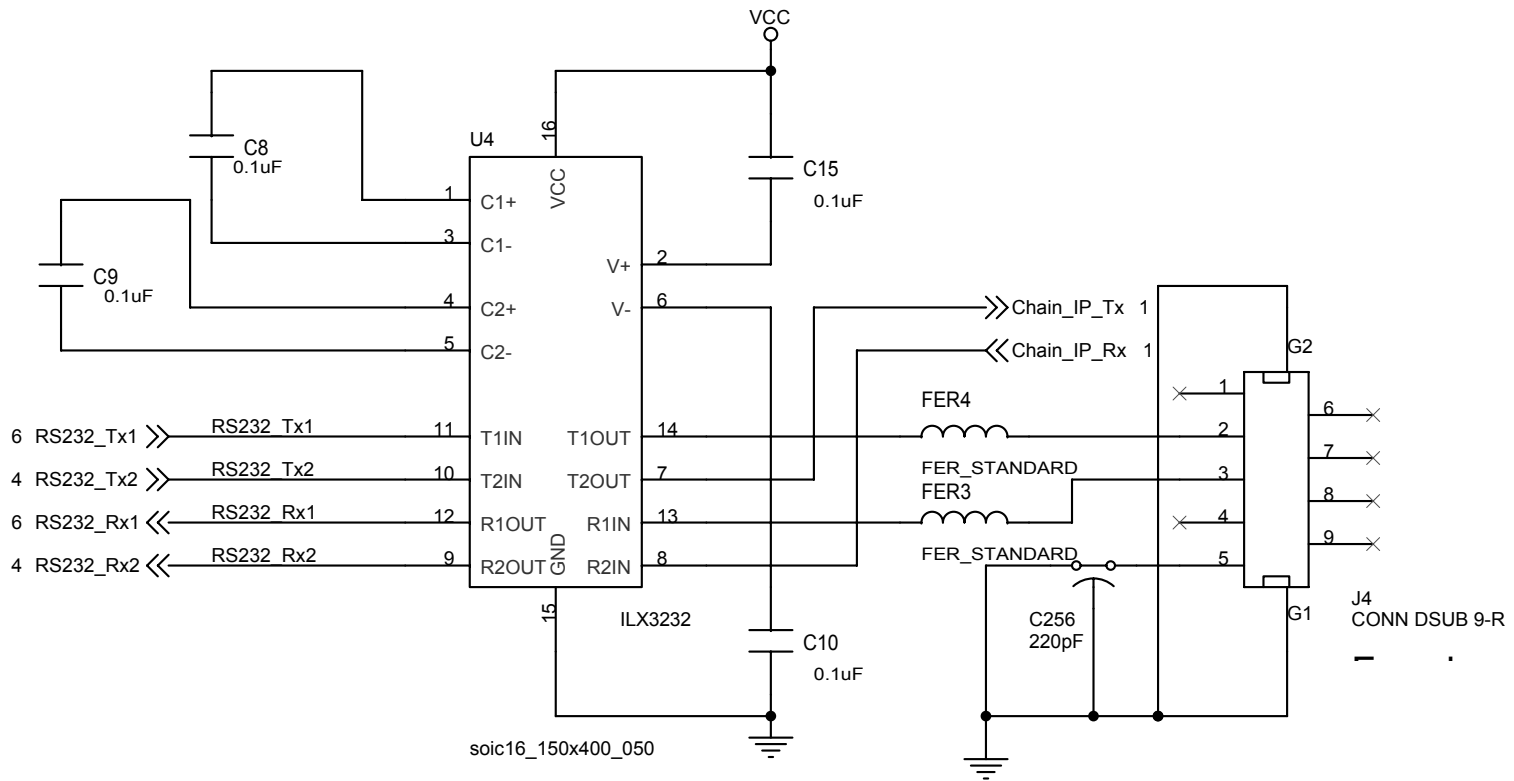 VCC
U4
16
C8
0.1uF
C15
0.1uF
1
C1+
VCC
3
C1-
V+
2
C9
0.1uF
4
C2+
V-
6
Chain_IP_Tx 1
5
C2-
Chain_IP_Rx 1
G2
1
FER4
6
6 RS232_Tx1
RS232_Tx1
11
T1IN
T1OUT
14
2
FER_STANDARD
7
4 RS232_Tx2
RS232_Tx2
10
T2IN
T2OUT
7
3
FER3
8
6 RS232_Rx1
RS232_Rx1
12
R1OUT
R1IN
13
4
9
FER_STANDARD
4 RS232_Rx2
RS232_Rx2
9
R2OUT
GND
R2IN
8
5
15
ILX3232
C256
220pF
G1
J4
CONN DSUB 9-R
C10
0.1uF
soic16_150x400_050